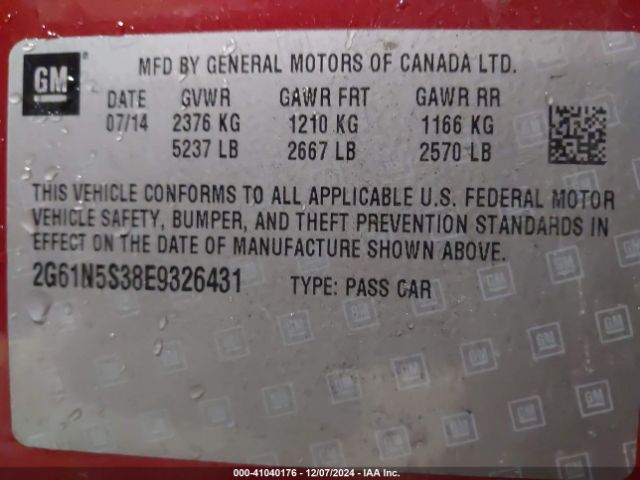 GM
MFD BY GENERAL MOTORS OF CANADA LTD.
DATE GVWR GAWR FRT GAWR RR
07/14 2376 KG 1210 KG 1166 KG
5237 LB 2667 LB 2570 LB
THIS VEHICLE CONFORMS TO ALL APPLICABLE U.S. FEDERAL MOTOR
VEHICLE SAFETY, BUMPER, AND THEFT PREVENTION STANDARDS IN
EFFECT ON THE DATE OF MANUFACTURE SHOWN ABOVE.
2G61N5S38E9326431 TYPE: PASS CAR
000-41040176 - 12/07/2024 - IAA Inc.